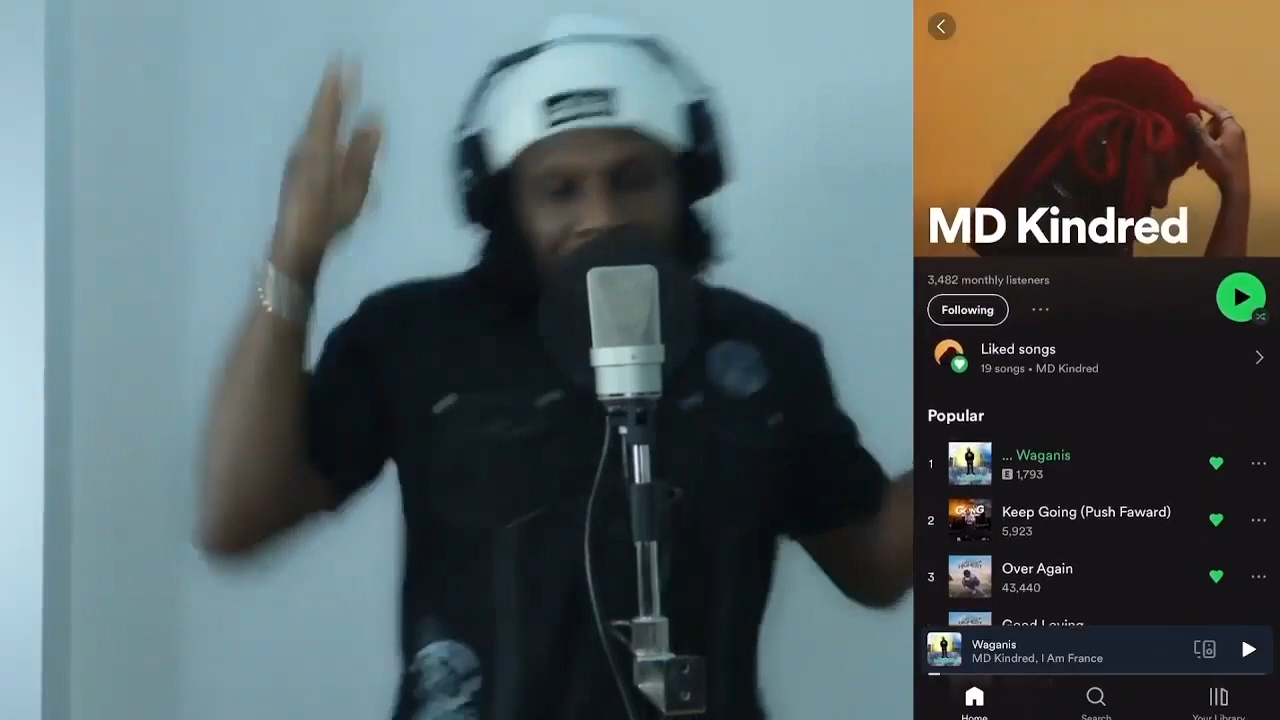 MD Kindred
3,482 monthly listeners
Following
Liked songs
19 songs • MD Kindred
Popular
1
... Waganis
E 1,793
2
Keep Going (Push Faward)
5,923
3
Over Again
43,440
Good Loving
Waganis
MD Kindred, I Am France
Home
Search
Your Library